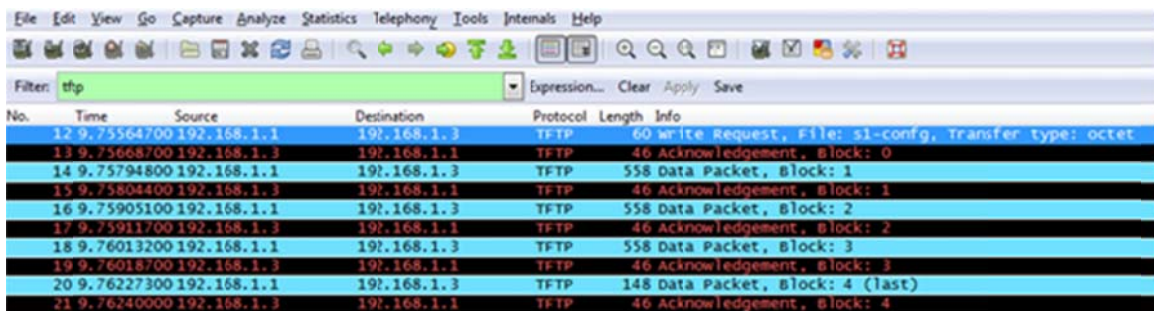 File Edit View Go Capture Analyze Statistics Telephony Tools Internals Help
Filter: tftp Expression... Clear Apply Save
No. Time Source Destination Protocol Length Info
12 9.75564700 192.168.1.1 192.168.1.3 TFTP 60 Write Request, File: s1-confg, Transfer type: octet
13 9.75668700 192.168.1.3 192.168.1.1 TFTP 46 Acknowledgement, Block: 0
14 9.75794800 192.168.1.1 192.168.1.3 TFTP 558 Data Packet, Block: 1
15 9.75804400 192.168.1.3 192.168.1.1 TFTP 46 Acknowledgement, Block: 1
16 9.75905100 192.168.1.1 192.168.1.3 TFTP 558 Data Packet, Block: 2
17 9.75911700 192.168.1.3 192.168.1.1 TFTP 46 Acknowledgement, Block: 2
18 9.76013200 192.168.1.1 192.168.1.3 TFTP 558 Data Packet, Block: 3
19 9.76018700 192.168.1.3 192.168.1.1 TFTP 46 Acknowledgement, Block: 3
20 9.76227300 192.168.1.1 192.168.1.3 TFTP 148 Data Packet, Block: 4 (last)
21 9.76240000 192.168.1.3 192.168.1.1 TFTP 46 Acknowledgement, Block: 4